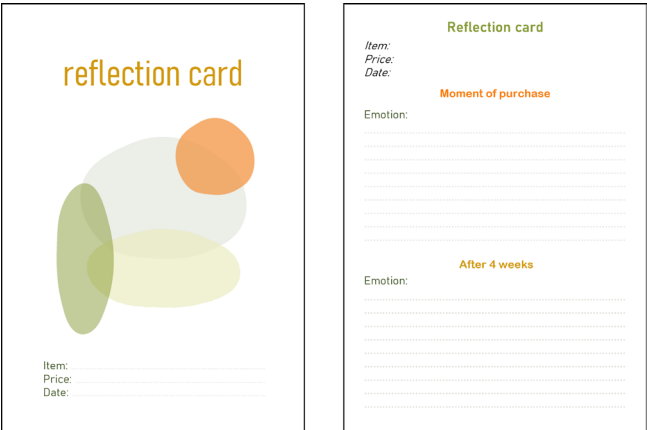 reflection card
Item:
Price:
Date:
Reflection card
Item:
Price:
Date:
Moment of purchase
Emotion:
After 4 weeks
Emotion: